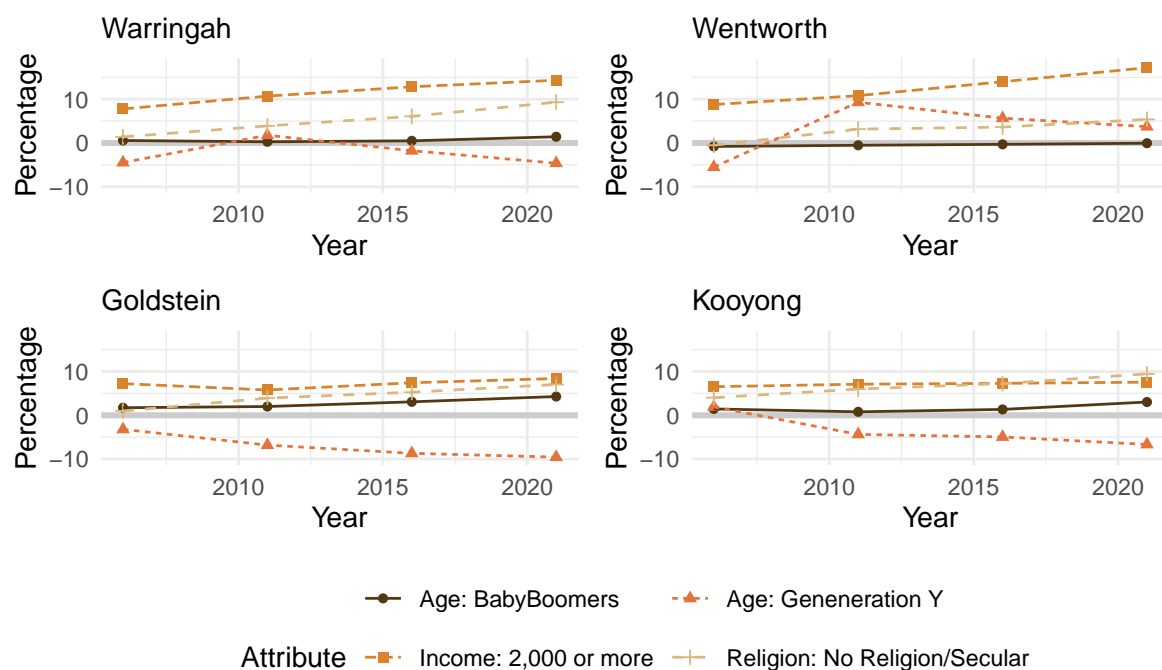 Warringah
Wentworth
Percentage
10
0
−10
2010 2015 2020
Year
Percentage
10
0
−10
2010 2015 2020
Year
Goldstein
Kooyong
Percentage
10
0
−10
2010 2015 2020
Year
Percentage
10
0
−10
2010 2015 2020
Year
Attribute
Age: BabyBoomers
Age: Geneneration Y
Income: 2,000 or more
Religion: No Religion/Secular